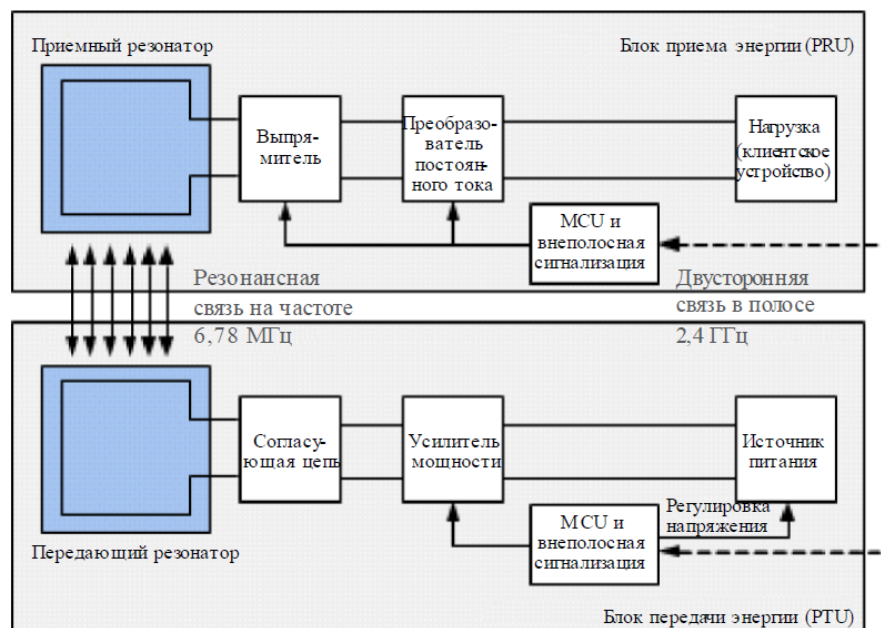 Приемный резонатор
Блок приема энергии (PRU)
Выпря-
митель
Преобразо-
ватель
постоян-
ного тока
Нагрузка
(клиентское
устройство)
MCU и
внеполосная
сигнализация
Резонансная
связь на частоте
6,78 МГц
Двусторонняя
связь в полосе
2,4 ГГц
Согласу-
ющая цепь
Усилитель
мощности
Источник
питания
MCU и
внеполосная
сигнализация
Регулировка
напряжения
Передающий резонатор
Блок передачи энергии (PTU)